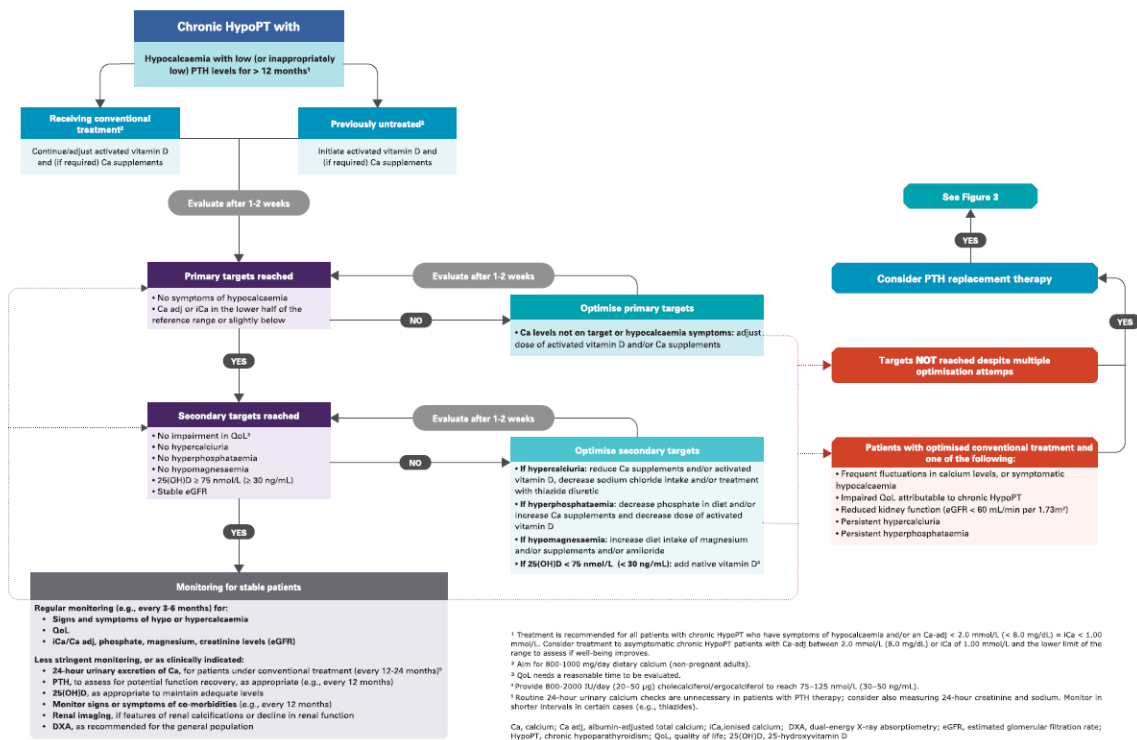 Chronic HypoPT with
Hypocalcaemia with low (or inappropriately
low) PTH levels for > 12 months¹
Receiving conventional
treatment²
Continue/adjust activated vitamin D
and (if required) Ca supplements
Previously untreated²
Initiate activated vitamin D and
(if required) Ca supplements
Evaluate after 1-2 weeks
Primary targets reached
• No symptoms of hypocalcaemia
• Ca adj or iCa in the lower half of the
reference range or slightly below
Evaluate after 1-2 weeks
NO
Optimise primary targets
• Ca levels not on target or hypocalcaemia symptoms: adjust
dose of activated vitamin D and/or Ca supplements
YES
Secondary targets reached
• No impairment in QoL³
• No hypercalciuria
• No hyperphosphataemia
• No hypomagnesaemia
• 25(OH)D ≥ 75 nmol/L (≥ 30 ng/mL)
• Stable eGFR
Evaluate after 1-2 weeks
NO
Optimise secondary targets
• If hypercalciuria: reduce Ca supplements and/or activated
vitamin D, decrease sodium chloride intake and/or treatment
with thiazide diuretic
• If hyperphosphataemia: decrease phosphate in diet and/or
increase Ca supplements and decrease dose of activated
vitamin D
• If hypomagnesaemia: increase diet intake of magnesium
and/or supplements and/or amiloride
• If 25(OH)D < 75 nmol/L (< 30 ng/mL): add native vitamin D⁴
YES
Monitoring for stable patients
Regular monitoring (e.g., every 3-6 months) for:
• Signs and symptoms of hypo or hypercalcaemia
• QoL
• iCa/Ca adj, phosphate, magnesium, creatinine levels (eGFR)
Less stringent monitoring, or as clinically indicated:
• 24-hour urinary excretion of Ca, for patients under conventional treatment (every 12-24 months)⁵
• PTH, to assess for potential function recovery, as appropriate (e.g., every 12 months)
• 25(OH)D, as appropriate to maintain adequate levels
• Monitor signs or symptoms of co-morbidities (e.g., every 12 months)
• Renal imaging, if features of renal calcifications or decline in renal function
• DXA, as recommended for the general population
See Figure 3
YES
Consider PTH replacement therapy
YES
Targets NOT reached despite multiple
optimisation attemps
Patients with optimised conventional treatment and
one of the following:
• Frequent fluctuations in calcium levels, or symptomatic
hypocalcaemia
• Impaired QoL attributable to chronic HypoPT
• Reduced kidney function (eGFR < 60 mL/min per 1.73m²)
• Persistent hypercalciuria
• Persistent hyperphosphataemia
¹ Treatment is recommended for all patients with chronic HypoPT who have symptoms of hypocalcaemia and/or an Ca-adj < 2.0 mmol/L (< 8.0 mg/dL) = iCa < 1.00
mmol/L. Consider treatment to asymptomatic chronic HypoPT patients with Ca-adj between 2.0 mmol/L (8.0 mg/dL) or iCa of 1.00 mmol/L and the lower limit of the
range to assess if well-being improves.
² Aim for 800-1000 mg/day dietary calcium (non-pregnant adults).
³ QoL needs a reasonable time to be evaluated.
⁴ Provide 800-2000 IU/day (20–50 µg) cholecalciferol/ergocalciferol to reach 75–125 nmol/L (30–50 ng/mL).
⁵ Routine 24-hour urinary calcium checks are unnecessary in patients with PTH therapy; consider also measuring 24-hour creatinine and sodium. Monitor in
shorter intervals in certain cases (e.g., thiazides).
Ca, calcium; Ca adj, albumin-adjusted total calcium; iCa,ionised calcium; DXA, dual-energy X-ray absorptiometry; eGFR, estimated glomerular filtration rate;
HypoPT, chronic hypoparathyroidism; QoL, quality of life; 25(OH)D, 25-hydroxyvitamin D